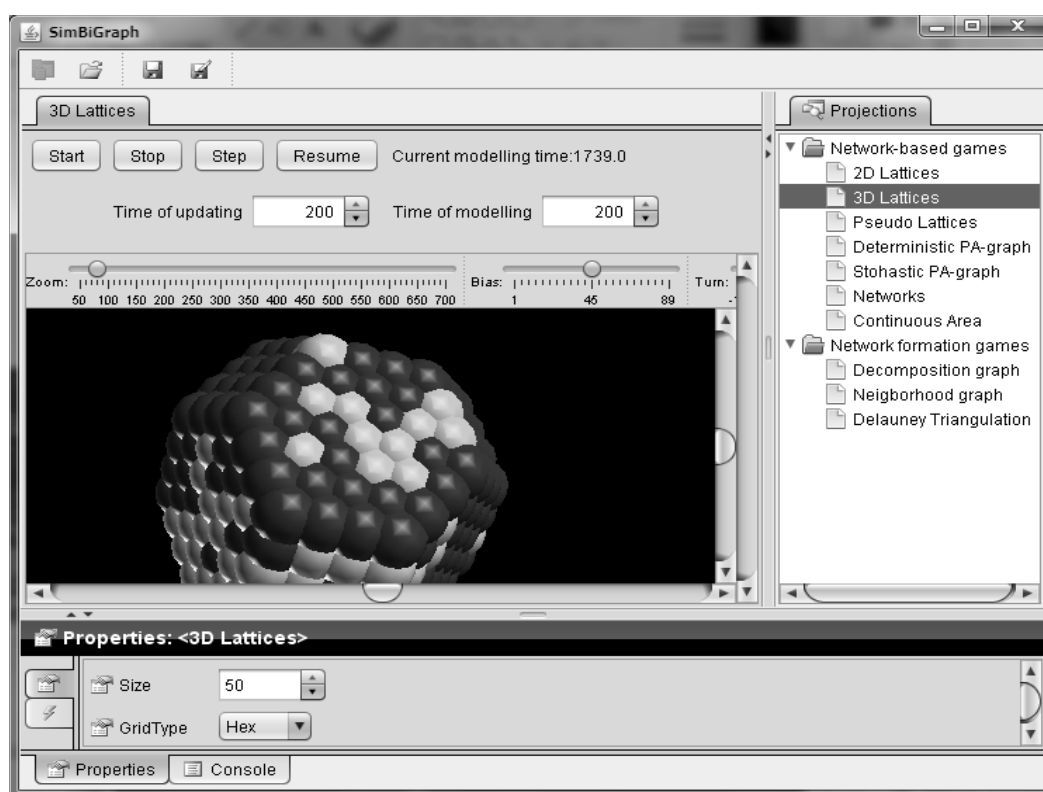 SimBiGraph
3D Lattices
Start Stop Step Resume Current modelling time:1739.0
Time of updating 200 Time of modelling 200
Zoom: 50 100 150 200 250 300 350 400 450 500 550 600 650 700 Bias: 1 45 89 Turn:
Projections
Network-based games
2D Lattices
3D Lattices
Pseudo Lattices
Deterministic PA-graph
Stohastic PA-graph
Networks
Continuous Area
Network formation games
Decomposition graph
Neigborhood graph
Delauney Triangulation
Properties: <3D Lattices>
Size 50
GridType Hex
Properties Console